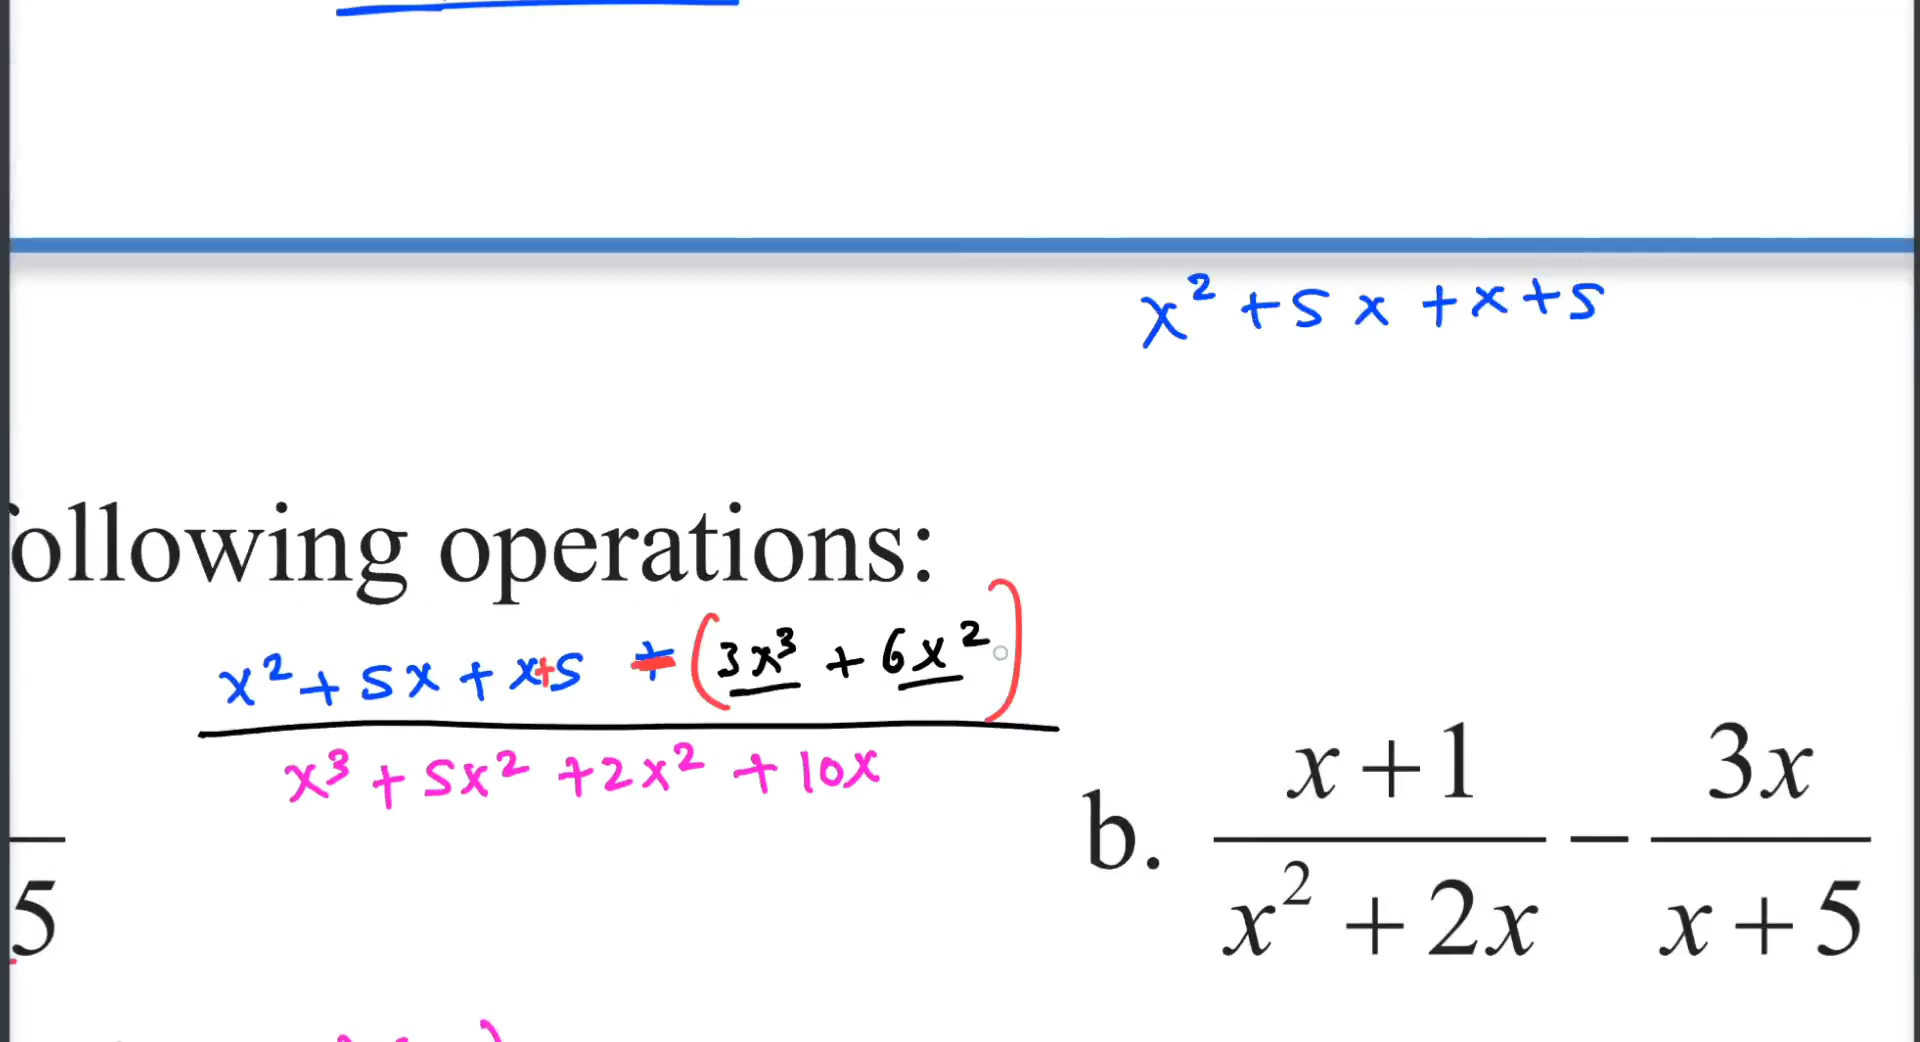 x² + 5x + x + 5
ollowing operations:
x² + 5x + x + 5 - (3x³ + 6x²)
x³ + 5x² + 2x² + 10x
5
b. x + 1 / x² + 2x − 3x / x + 5